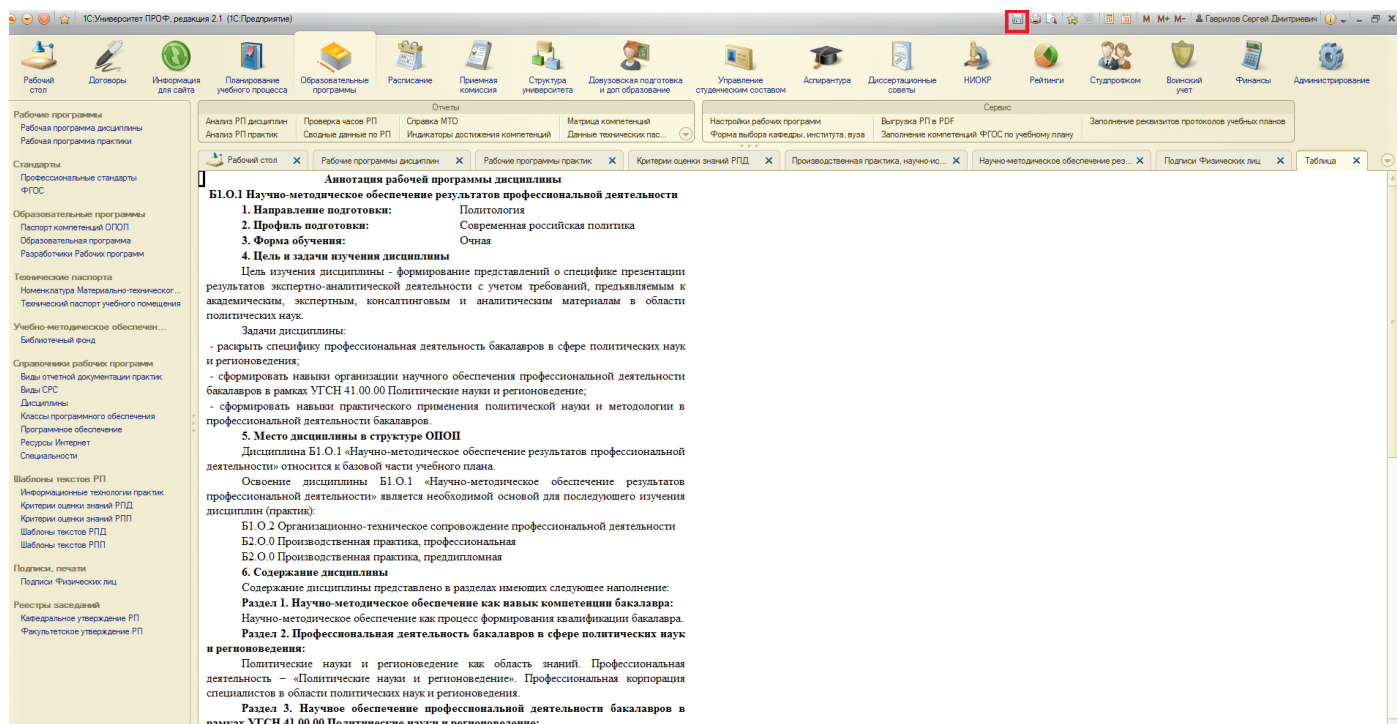 1С:Университет ПРОФ, редакция 2.1 (1С:Предприятие)
M M+ M- Гаврилов Сергей Дмитриевич
Рабочий стол
Договоры
Информация для сайта
Планирование учебного процесса
Образовательные программы
Расписание
Приемная комиссия
Структура университета
Довузовская подготовка и доп образование
Управление студенческим составом
Аспирантура
Диссертационные советы
НИОКР
Рейтинги
Студпрофком
Воинский учет
Финансы
Администрирование
Рабочие программы
Рабочая программа дисциплины
Рабочая программа практики
Стандарты
Профессиональные стандарты
ФГОС
Образовательные программы
Паспорт компетенций ОПОП
Образовательная программа
Разработчики Рабочих программ
Технические паспорта
Номенклатура Материально-техническог...
Технический паспорт учебного помещения
Учебно-методическое обеспечен...
Библиотечный фонд
Справочники рабочих программ
Виды отчетной документации практик
Виды СРС
Дисциплины
Классы программного обеспечения
Программное обеспечение
Ресурсы Интернет
Специальности
Шаблоны текстов РП
Информационные технологии практик
Критерии оценки знаний РПД
Критерии оценки знаний РПП
Шаблоны текстов РПД
Шаблоны текстов РПП
Подписи, печати
Подписи Физических лиц
Реестры заседаний
Кафедральное утверждение РП
Факультетское утверждение РП
Отчеты
Анализ РП дисциплин Проверка часов РП Справка МТО Матрица компетенций
Анализ РП практик Сводные данные по РП Индикаторы достижения компетенций Данные технических пас...
Сервис
Настройки рабочих программ Выгрузка РП в PDF Заполнение реквизитов протоколов учебных планов
Форма выбора кафедры, института, вуза Заполнение компетенций ФГОС по учебному плану
Рабочий стол Рабочие программы дисциплин Рабочие программы практик Критерии оценки знаний РПД Производственная практика, научно-ис... Научно-методическое обеспечение рез... Подписи Физических лиц Таблица
Аннотация рабочей программы дисциплины
Б1.О.1 Научно-методическое обеспечение результатов профессиональной деятельности
1. Направление подготовки: Политология
2. Профиль подготовки: Современная российская политика
3. Форма обучения: Очная
4. Цель и задачи изучения дисциплины
Цель изучения дисциплины - формирование представлений о специфике презентации
результатов экспертно-аналитической деятельности с учетом требований, предъявляемым к
академическим, экспертным, консалтинговым и аналитическим материалам в области
политических наук.
Задачи дисциплины:
- раскрыть специфику профессиональная деятельность бакалавров в сфере политических наук
и регионоведения;
- сформировать навыки организации научного обеспечения профессиональной деятельности
бакалавров в рамках УГСН 41.00.00 Политические науки и регионоведение;
- сформировать навыки практического применения политической науки и методологии в
профессиональной деятельности бакалавров.
5. Место дисциплины в структуре ОПОП
Дисциплина Б1.О.1 «Научно-методическое обеспечение результатов профессиональной
деятельности» относится к базовой части учебного плана.
Освоение дисциплины Б1.О.1 «Научно-методическое обеспечение результатов
профессиональной деятельности» является необходимой основой для последующего изучения
дисциплин (практик):
Б1.О.2 Организационно-техническое сопровождение профессиональной деятельности
Б2.О.0 Производственная практика, профессиональная
Б2.О.0 Производственная практика, преддипломная
6. Содержание дисциплины
Содержание дисциплины представлено в разделах имеющих следующее наполнение:
Раздел 1. Научно-методическое обеспечение как навык компетенции бакалавра:
Научно-методическое обеспечение как процесс формирования квалификации бакалавра.
Раздел 2. Профессиональная деятельность бакалавров в сфере политических наук
и регионоведения:
Политические науки и регионоведение как область знаний. Профессиональная
деятельность – «Политические науки и регионоведение». Профессиональная корпорация
специалистов в области политических наук и регионоведения.
Раздел 3. Научное обеспечение профессиональной деятельности бакалавров в
рамках УГСН 41.00.00 Политические науки и регионоведение: